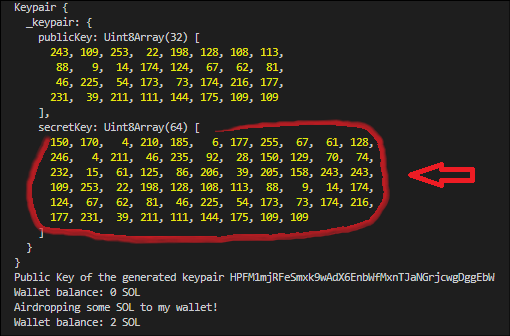 Keypair {
  _keypair: {
    publicKey: Uint8Array(32) [
      243, 109, 253,  22, 198, 128, 108, 113,
       88,   9,  14, 174, 124,  67,  62,  81,
       46, 225,  54, 173,  73, 174, 216, 177,
      231,  39, 211, 111, 144, 175, 109, 109
    ],
    secretKey: Uint8Array(64) [
      150, 170,   4, 210, 185,   6, 177, 255,  67,  61, 128,
      246,   4, 211,  46, 235,  92,  28, 150, 129,  70,  74,
      232,  15,  61, 125,  86, 206,  39, 205, 158, 243, 243,
      109, 253,  22, 198, 128, 108, 113,  88,   9,  14, 174,
      124,  67,  62,  81,  46, 225,  54, 173,  73, 174, 216,
      177, 231,  39, 211, 111, 144, 175, 109, 109
    ]
  }
}
Public Key of the generated keypair HPFM1mjRFeSmxk9wAdX6EnbWfMxnTJaNGrjcwgDggEbW
Wallet balance: 0 SOL
Airdropping some SOL to my wallet!
Wallet balance: 2 SOL